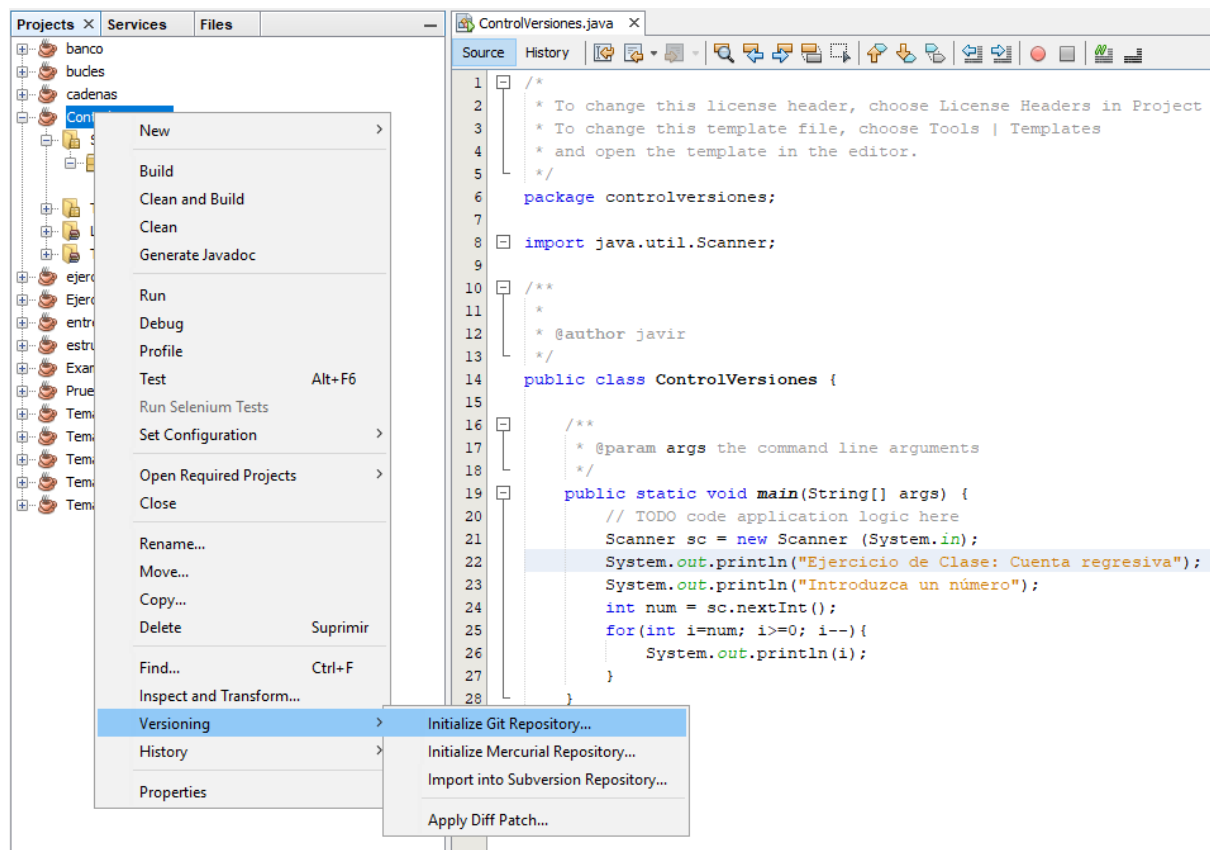 Projects × Services Files
banco
budes
cadenas
New
Build
Clean and Build
Clean
Generate Javadoc
Run
Debug
Profile
Test Alt+F6
Run Selenium Tests
Set Configuration
Open Required Projects
Close
Rename...
Move...
Copy...
Delete Suprimir
Find... Ctrl+F
Inspect and Transform...
Versioning
History
Properties
Initialize Git Repository...
Initialize Mercurial Repository...
Import into Subversion Repository...
Apply Diff Patch...
ControlVersiones.java ×
Source History
1 /*
2 * To change this license header, choose License Headers in Project
3 * To change this template file, choose Tools | Templates
4 * and open the template in the editor.
5 */
6 package controlversiones;
7
8 import java.util.Scanner;
9
10 /**
11 *
12 * @author javir
13 */
14 public class ControlVersiones {
15
16 /**
17 * @param args the command line arguments
18 */
19 public static void main(String[] args) {
20 // TODO code application logic here
21 Scanner sc = new Scanner (System.in);
22 System.out.println("Ejercicio de Clase: Cuenta regresiva");
23 System.out.println("Introduzca un número");
24 int num = sc.nextInt();
25 for(int i=num; i>=0; i--){
26 System.out.println(i);
27 }
28 }